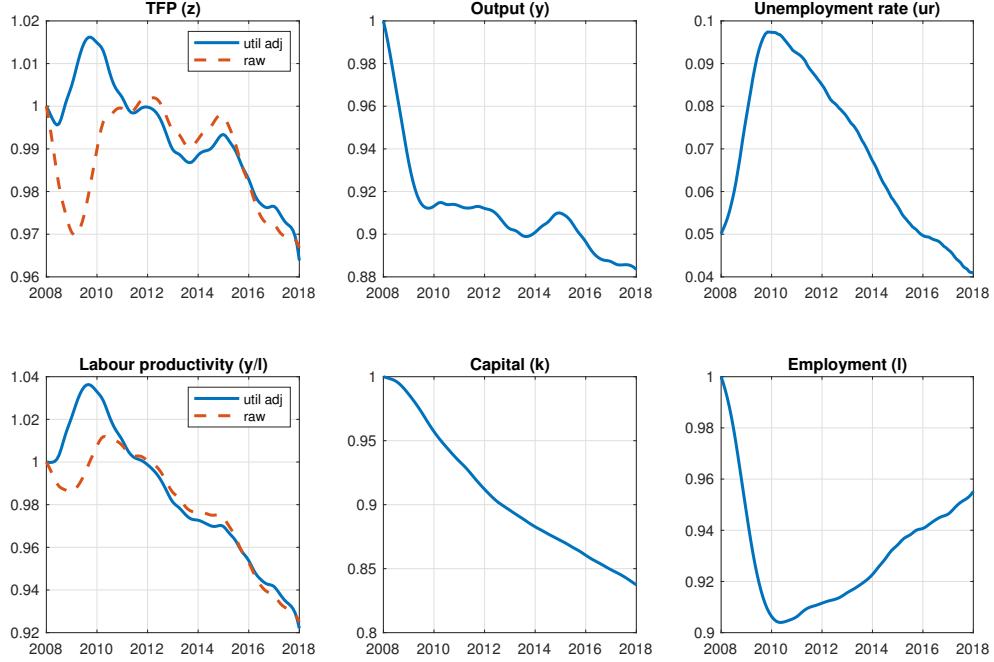 TFP (z)
1.02
1.01
1
0.99
0.98
0.97
0.96
2008 2010 2012 2014 2016 2018
util adj
raw
Output (y)
1
0.98
0.96
0.94
0.92
0.9
0.88
2008 2010 2012 2014 2016 2018
Unemployment rate (ur)
0.1
0.09
0.08
0.07
0.06
0.05
0.04
2008 2010 2012 2014 2016 2018
Labour productivity (y/l)
1.04
1.02
1
0.98
0.96
0.94
0.92
2008 2010 2012 2014 2016 2018
util adj
raw
Capital (k)
1
0.95
0.9
0.85
0.8
2008 2010 2012 2014 2016 2018
Employment (l)
1
0.98
0.96
0.94
0.92
0.9
2008 2010 2012 2014 2016 2018